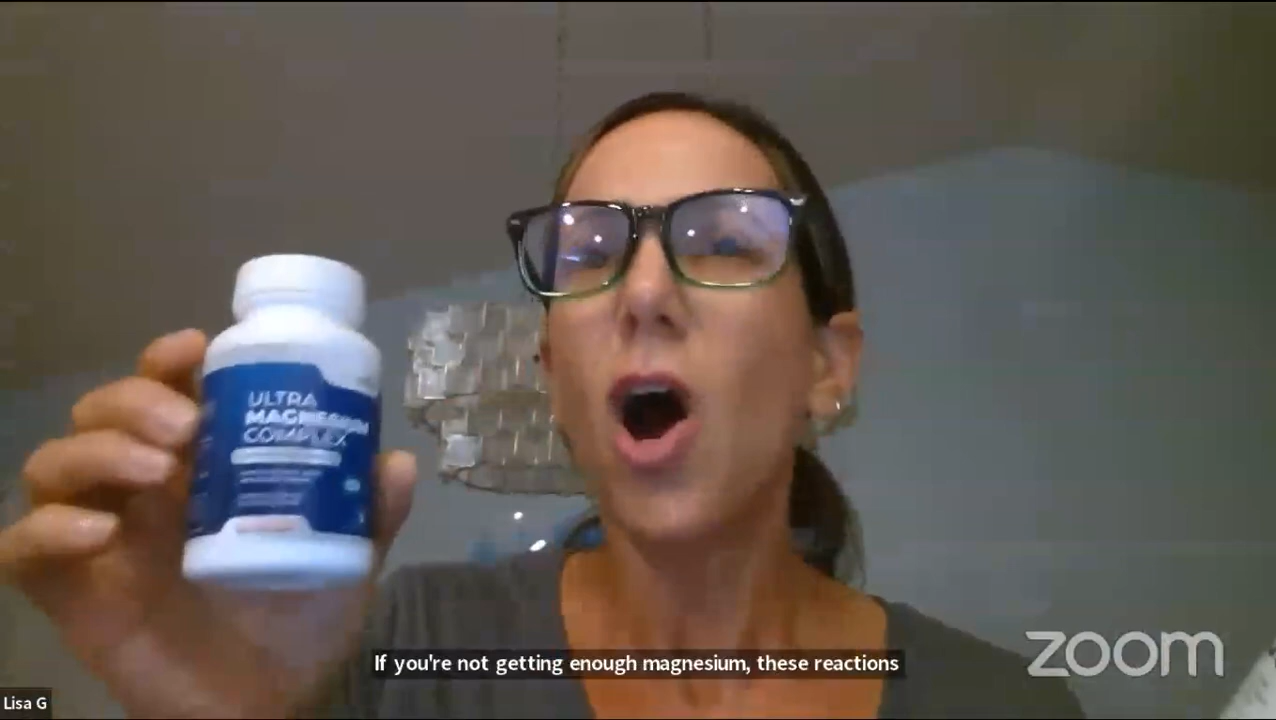 ULTRA
MAGNESIUM
COMPLEX
If you're not getting enough magnesium, these reactions
zoom
Lisa G